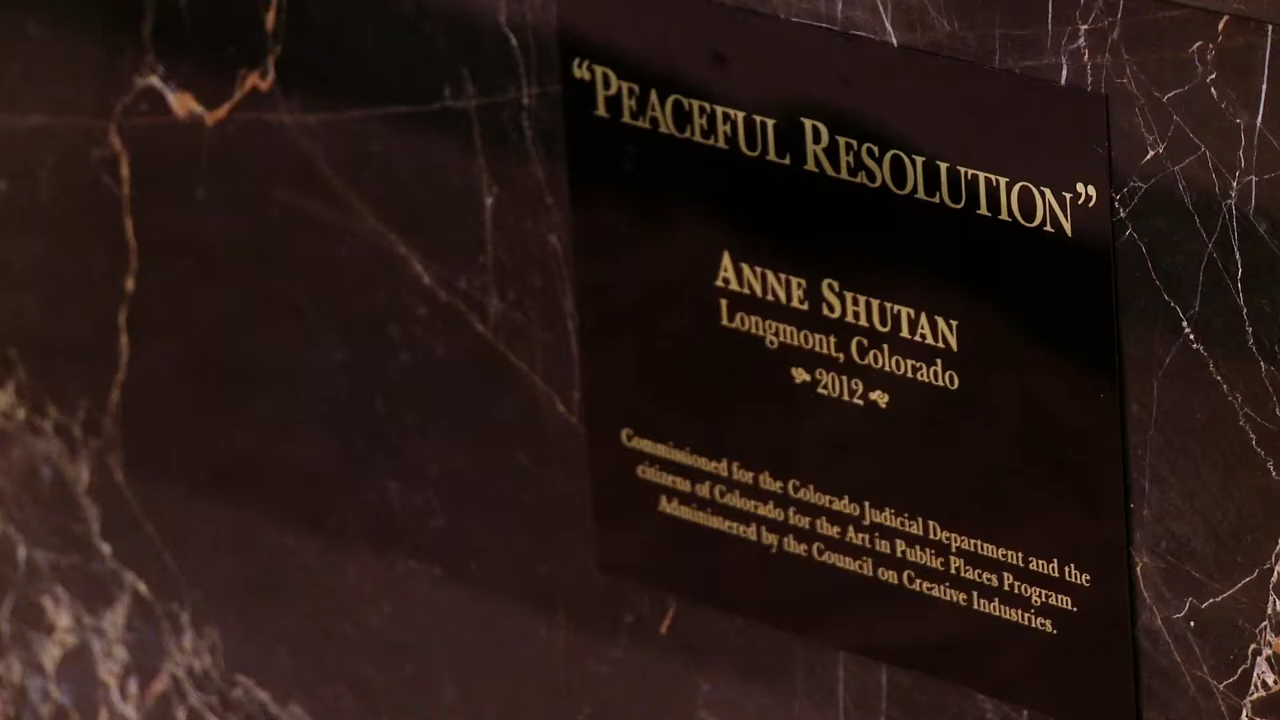 “PEACEFUL RESOLUTION”
ANNE SHUTAN
Longmont, Colorado
2012
Commissioned for the Colorado Judicial Department and the
citizens of Colorado for the Art in Public Places Program.
Administered by the Council on Creative Industries.